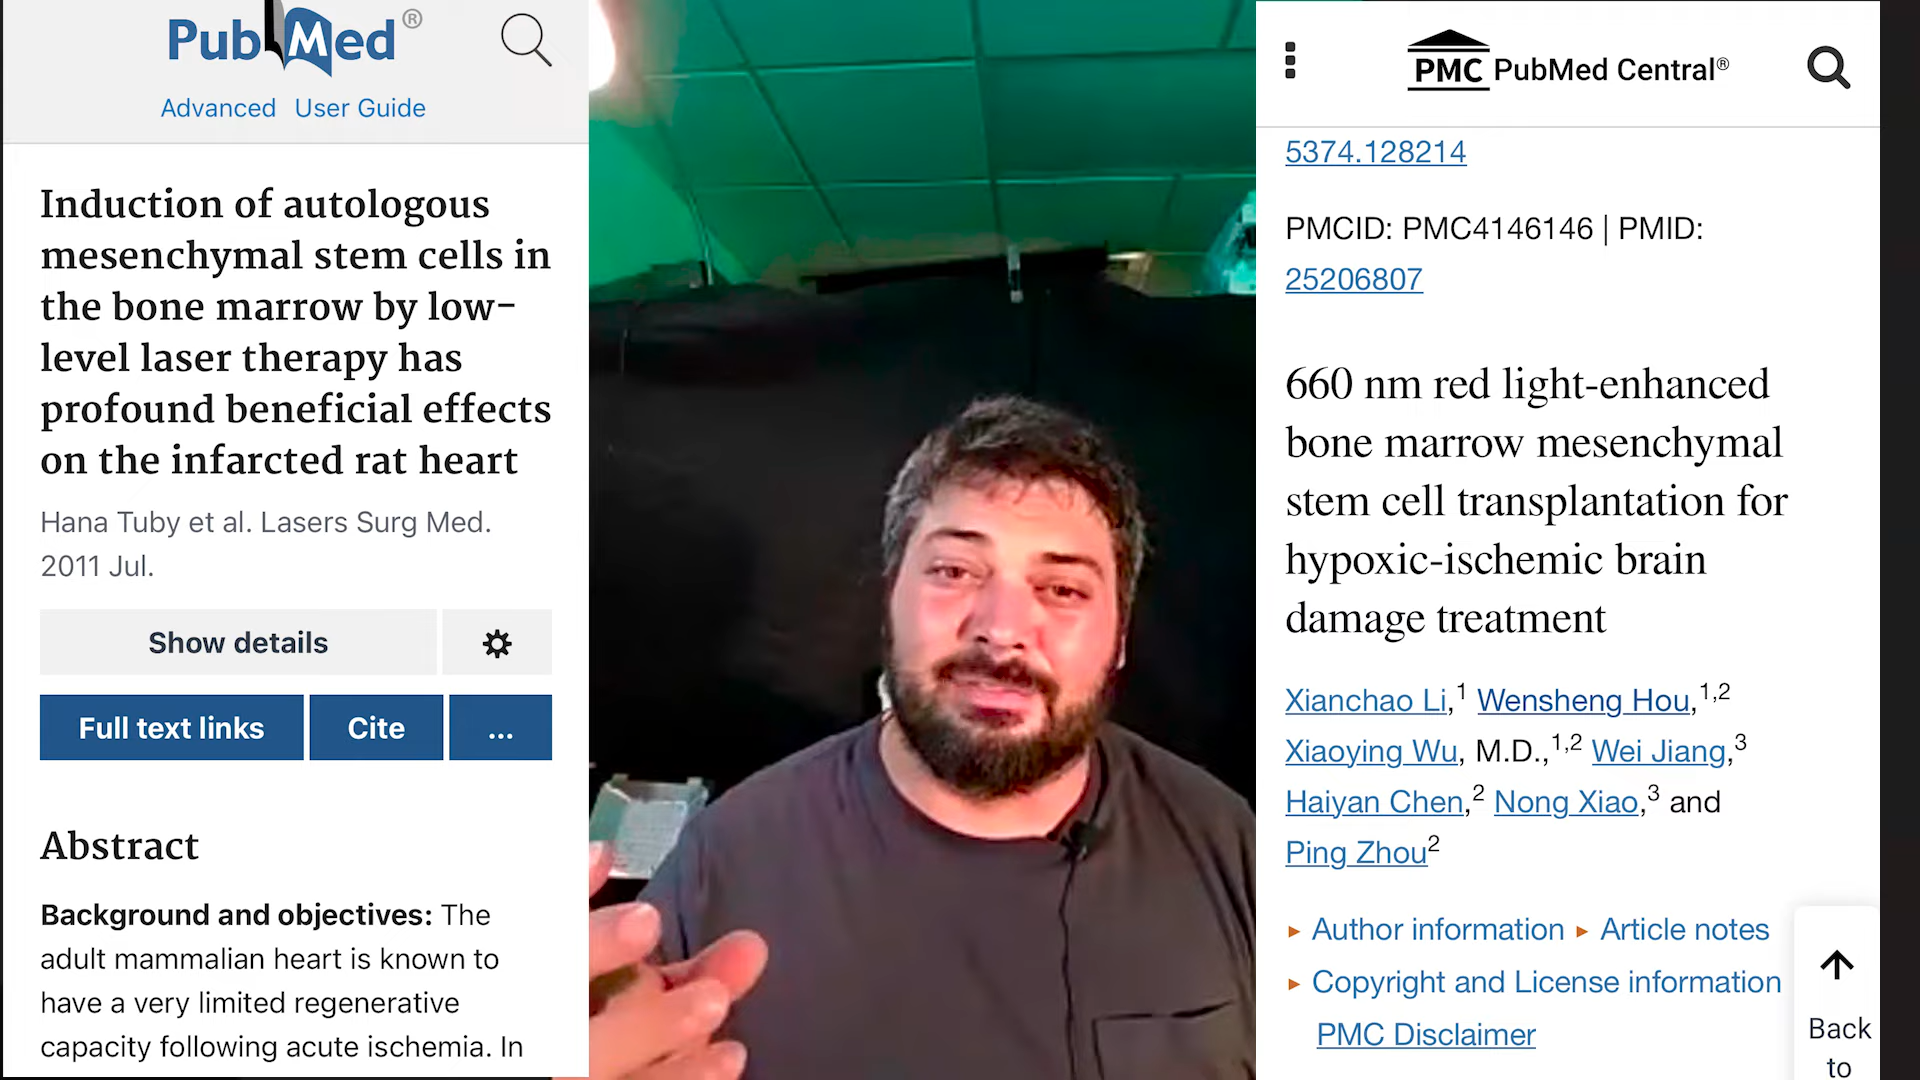 PubMed®
Advanced User Guide
Induction of autologous
mesenchymal stem cells in
the bone marrow by low-
level laser therapy has
profound beneficial effects
on the infarcted rat heart
Hana Tuby et al. Lasers Surg Med.
2011 Jul.
Show details
Full text links Cite ...
Abstract
Background and objectives: The
adult mammalian heart is known to
have a very limited regenerative
capacity following acute ischemia. In
PMC PubMed Central®
5374.128214
PMCID: PMC4146146 | PMID:
25206807
660 nm red light-enhanced
bone marrow mesenchymal
stem cell transplantation for
hypoxic-ischemic brain
damage treatment
Xianchao Li,1 Wensheng Hou,1,2
Xiaoying Wu, M.D.,1,2 Wei Jiang,3
Haiyan Chen,2 Nong Xiao,3 and
Ping Zhou2
▸ Author information ▸ Article notes
▸ Copyright and License information
PMC Disclaimer
Back
to